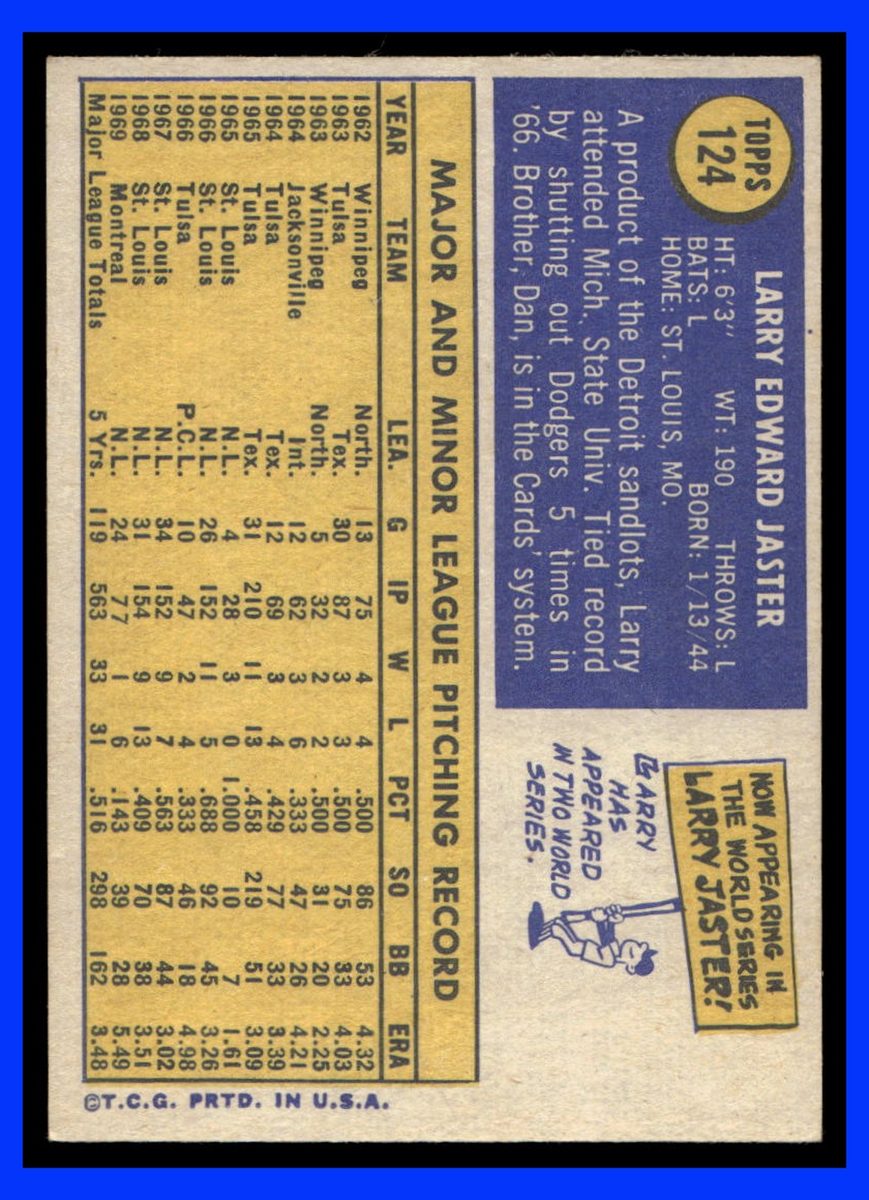 TOPPS
124
LARRY EDWARD JASTER
HT: 6'3" WT: 190 THROWS: L
BATS: L BORN: 1/13/44
HOME: ST. LOUIS, MO.
A product of the Detroit sandlots, Larry
attended Mich. State Univ. Tied record
by shutting out Dodgers 5 times in
'66. Brother, Dan, is in the Cards' system.
NOW APPEARING IN
THE WORLD SERIES
LARRY JASTER!
LARRY
HAS
APPEARED
IN TWO WORLD
SERIES.
MAJOR AND MINOR LEAGUE PITCHING RECORD
YEAR TEAM LEA. G IP W L PCT SO BB ERA
1962 Winnipeg North. 13 75 4 4 .500 86 53 4.32
1963 Tulsa Tex. 30 87 3 3 .500 75 33 4.03
1963 Winnipeg North. 5 32 2 2 .500 31 20 2.25
1964 Jacksonville Int. 12 62 3 6 .333 47 26 4.21
1964 Tulsa Tex. 12 69 3 4 .429 77 33 3.39
1965 Tulsa Tex. 31 210 11 13 .458 219 51 3.09
1965 St. Louis N.L. 4 28 3 0 1.000 10 7 1.61
1966 St. Louis N.L. 26 152 11 5 .688 92 45 3.26
1966 Tulsa P.C.L. 10 47 2 4 .333 46 18 4.98
1967 St. Louis N.L. 34 152 9 7 .563 87 44 3.02
1968 St. Louis N.L. 31 154 9 13 .409 70 38 3.51
1969 Montreal N.L. 24 77 1 6 .143 39 28 5.49
Major League Totals 5 Yrs. 119 563 33 31 .516 298 162 3.48
©T.C.G. PRTD. IN U.S.A.